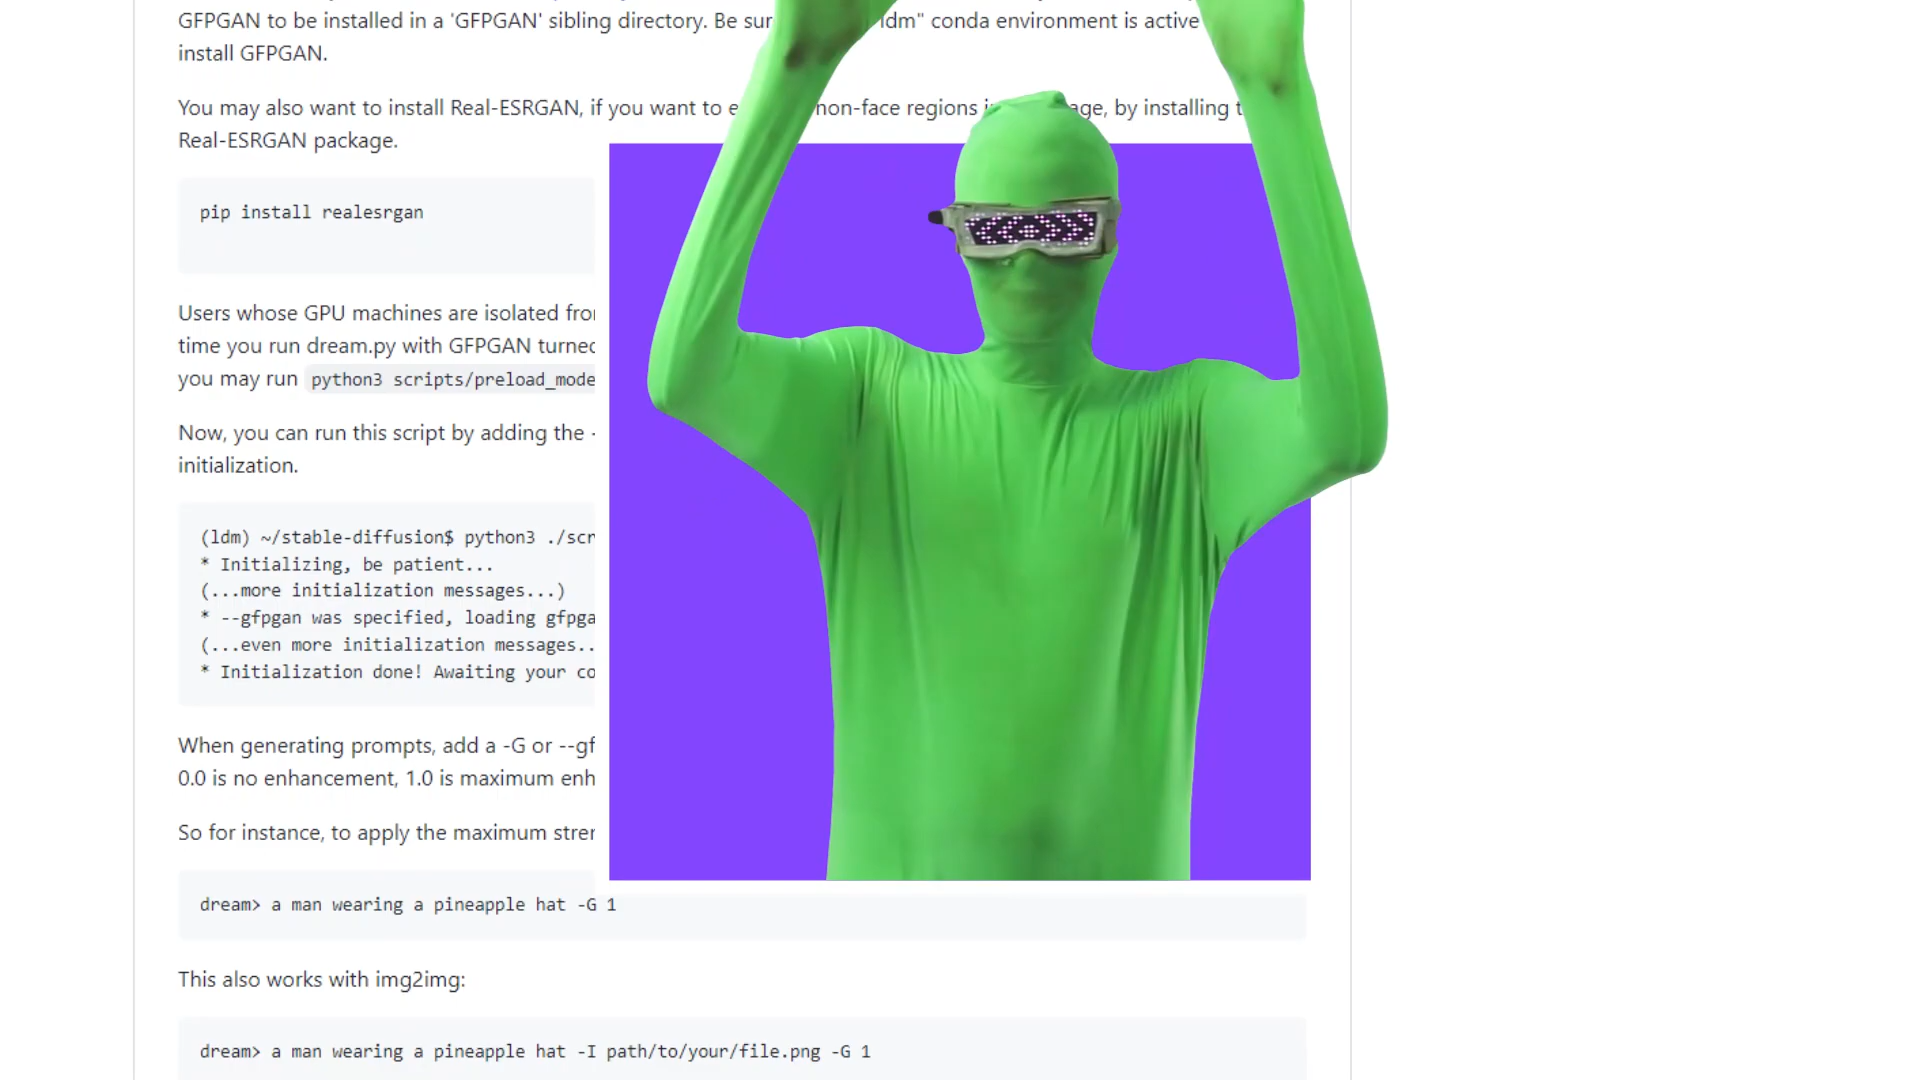 GFPGAN to be installed in a 'GFPGAN' sibling directory. Be sur ldm" conda environment is active
install GFPGAN.
You may also want to install Real-ESRGAN, if you want to e non-face regions i ge, by installing t
Real-ESRGAN package.
pip install realesrgan
Users whose GPU machines are isolated fro
time you run dream.py with GFPGAN turned
you may run python3 scripts/preload_mode
Now, you can run this script by adding the -
initialization.
(ldm) ~/stable-diffusion$ python3 ./scr
* Initializing, be patient...
(...more initialization messages...)
* --gfpgan was specified, loading gfpga
(...even more initialization messages..
* Initialization done! Awaiting your co
When generating prompts, add a -G or --gf
0.0 is no enhancement, 1.0 is maximum enh
So for instance, to apply the maximum stren
dream> a man wearing a pineapple hat -G 1
This also works with img2img:
dream> a man wearing a pineapple hat -I path/to/your/file.png -G 1